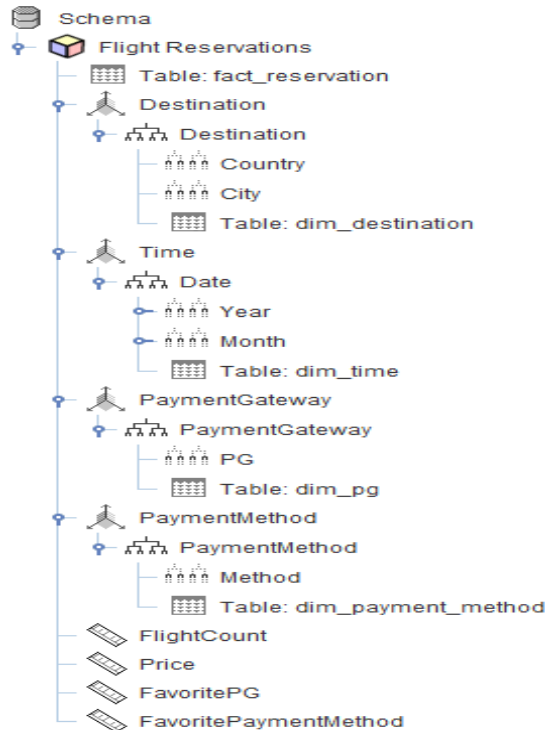 Schema
Flight Reservations
Table: fact_reservation
Destination
Destination
Country
City
Table: dim_destination
Time
Date
Year
Month
Table: dim_time
PaymentGateway
PaymentGateway
PG
Table: dim_pg
PaymentMethod
PaymentMethod
Method
Table: dim_payment_method
FlightCount
Price
FavoritePG
FavoritePaymentMethod